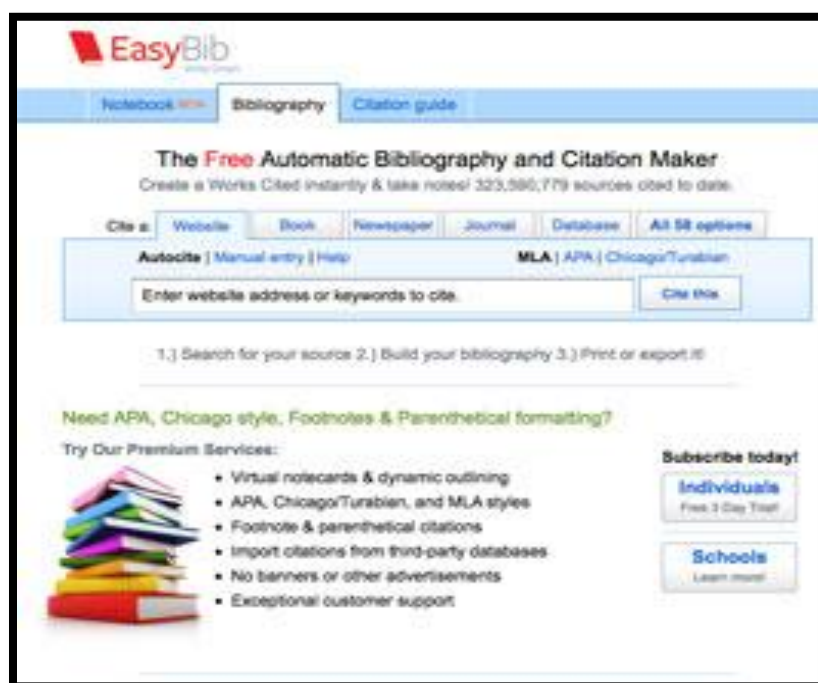 EasyBib
Notebook Bibliography Citation guide
The Free Automatic Bibliography and Citation Maker
Create a Works Cited instantly & take notes! sources cited to date.
Cite a: Website Book Newspaper Journal Database All 58 options
Autocite | Manual entry | Help MLA | APA | Chicago/Turabian
Enter website address or keywords to cite. Cite this
1.) Search for your source 2.) Build your bibliography 3.) Print or export it!
Need APA, Chicago style, Footnotes & Parenthetical formatting?
Try Our Premium Services:
Subscribe today!
• Virtual notecards & dynamic outlining
• APA, Chicago/Turabian, and MLA styles
• Footnote & parenthetical citations
• Import citations from third-party databases
• No banners or other advertisements
• Exceptional customer support
Individuals
Free 3 Day Trial!
Schools
Learn more!